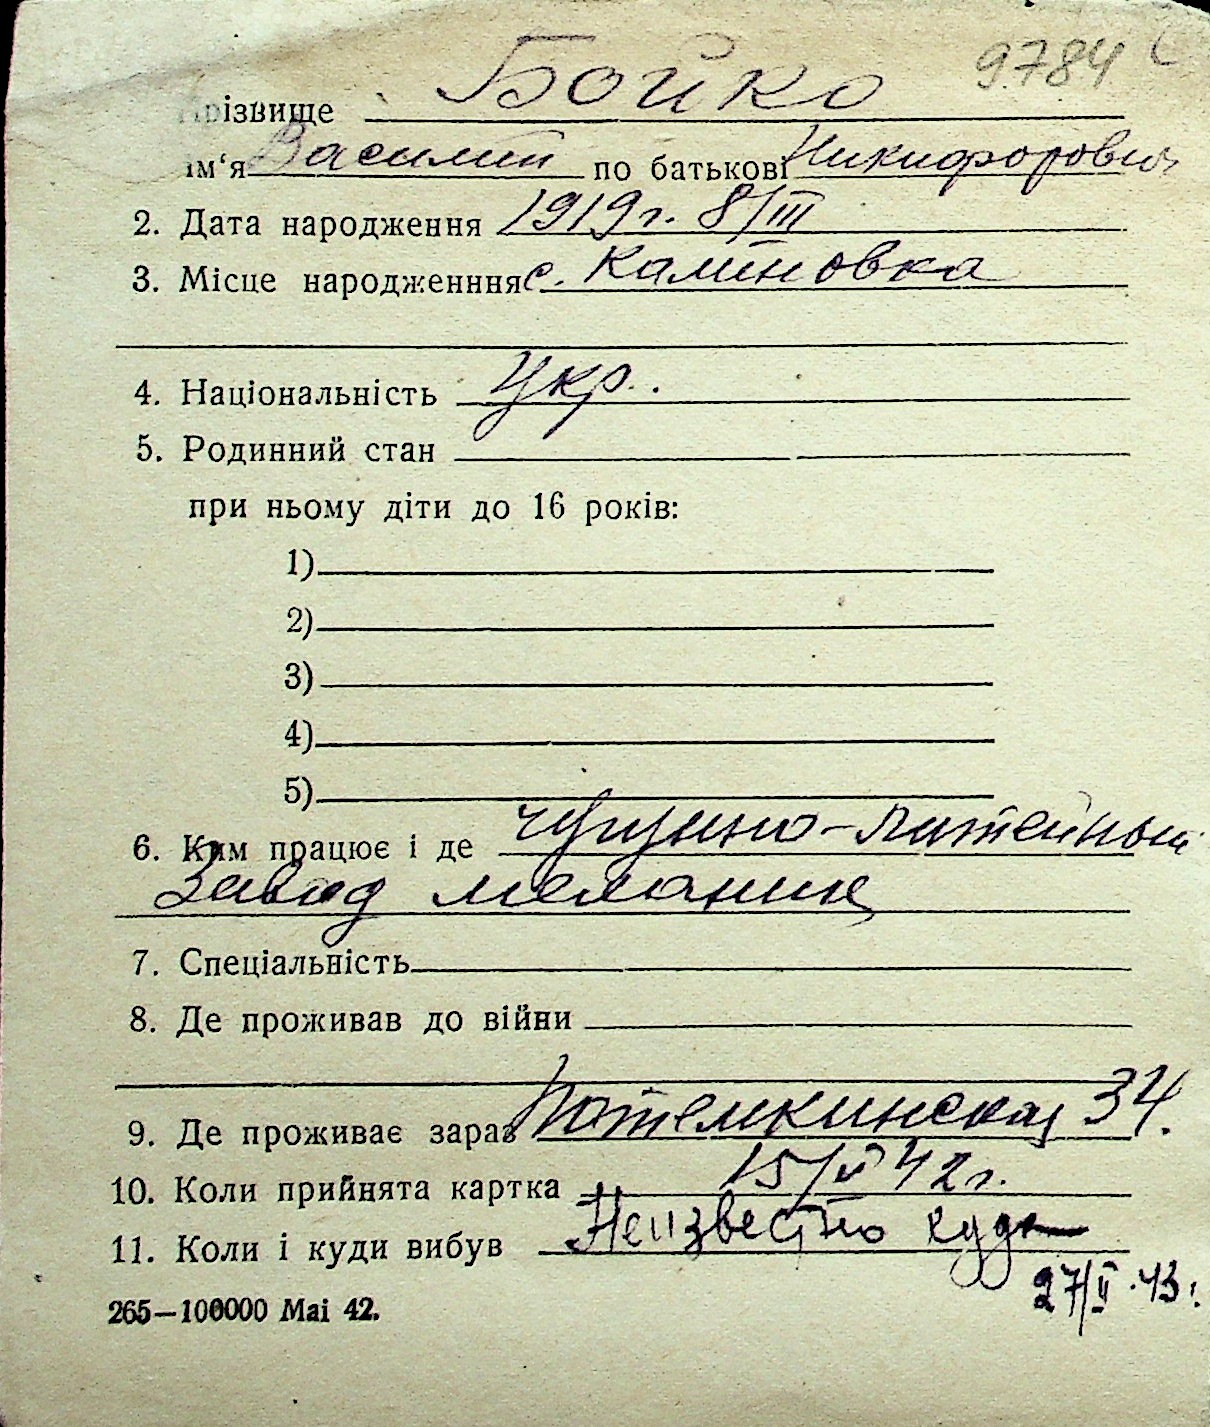 9784
Прізвище Бойко
ім‘я Василий по батькові Никифорович
2. Дата народження 1919 г. 8/III
3. Місце народженння с. Калиновка
4. Національність Укр.
5. Родинний стан
при ньому діти до 16 років:
1)
2)
3)
4)
5)
6. Ким працює і де чугунно-литейный
завод механик
7. Спеціальність
8. Де проживав до війни
9. Де проживає зараз Потемкинская 34.
10. Коли прийнята картка 15/V 42 г.
11. Коли і куди вибув Неизвестно куда
27/II.43 г.
265—100000 Mai 42.